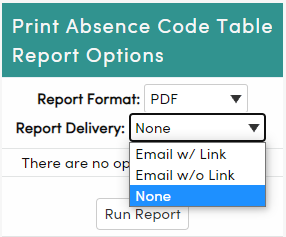 Print Absence Code Table
Report Options
Report Format: PDF
Report Delivery: None
Email w/ Link
There are no op
Email w/o Link
None
Run Report